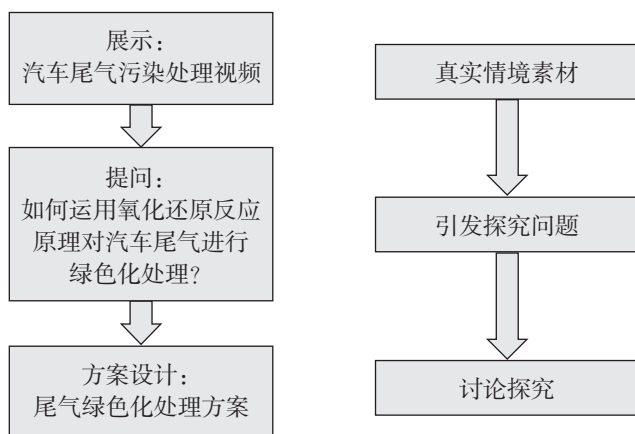 展示：
汽车尾气污染处理视频
提问：
如何运用氧化还原反应
原理对汽车尾气进行
绿色化处理？
方案设计：
尾气绿色化处理方案
真实情境素材
引发探究问题
讨论探究